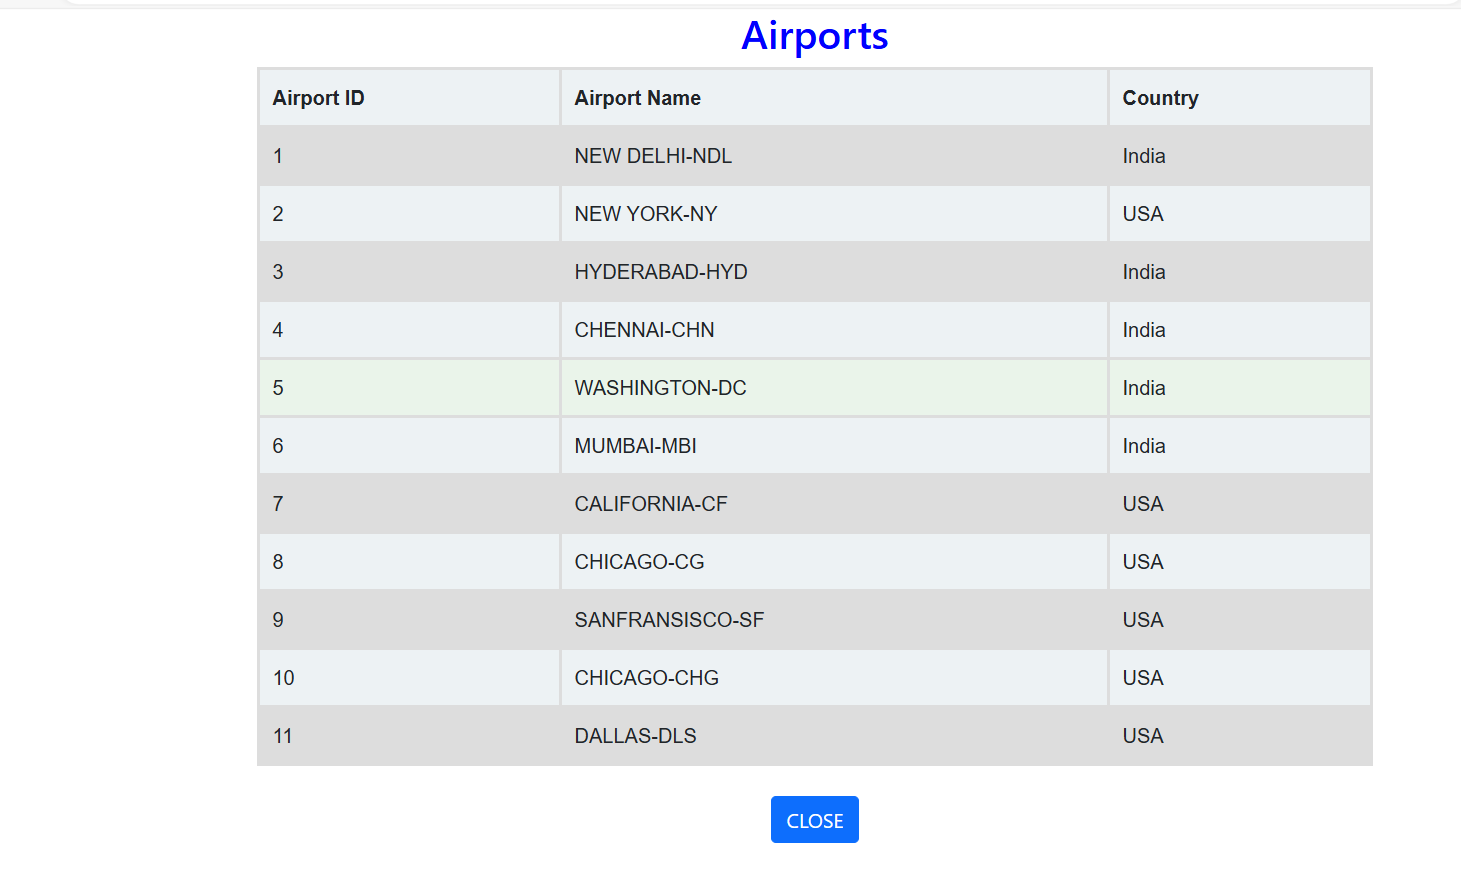 Airports
Airport ID Airport Name Country
1 NEW DELHI-NDL India
2 NEW YORK-NY USA
3 HYDERABAD-HYD India
4 CHENNAI-CHN India
5 WASHINGTON-DC India
6 MUMBAI-MBI India
7 CALIFORNIA-CF USA
8 CHICAGO-CG USA
9 SANFRANSISCO-SF USA
10 CHICAGO-CHG USA
11 DALLAS-DLS USA
CLOSE